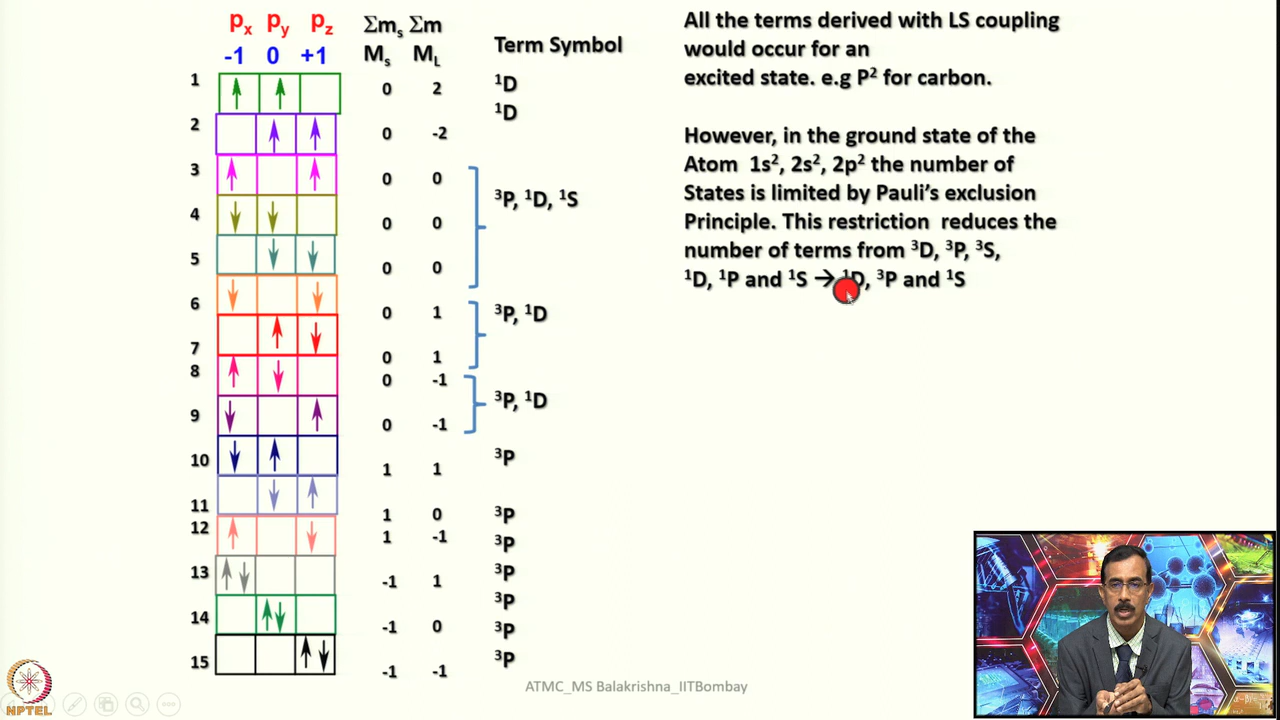 px py pz
-1 0 +1
Σms Σm
Ms ML
Term Symbol
1 0 2 ¹D
¹D
2 0 -2
3 0 0
4 0 0 ³P, ¹D, ¹S
5 0 0
6 0 1 ³P, ¹D
7 0 1
8 0 -1
9 0 -1 ³P, ¹D
10 1 1 ³P
11 1 0 ³P
12 1 -1 ³P
13 -1 1 ³P
³P
14 -1 0 ³P
15 -1 -1 ³P
All the terms derived with LS coupling
would occur for an
excited state. e.g P² for carbon.
However, in the ground state of the
Atom 1s², 2s², 2p² the number of
States is limited by Pauli’s exclusion
Principle. This restriction reduces the
number of terms from ³D, ³P, ³S,
¹D, ¹P and ¹S → ¹D, ³P and ¹S
ATMC_MS Balakrishna_IITBombay
NPTEL